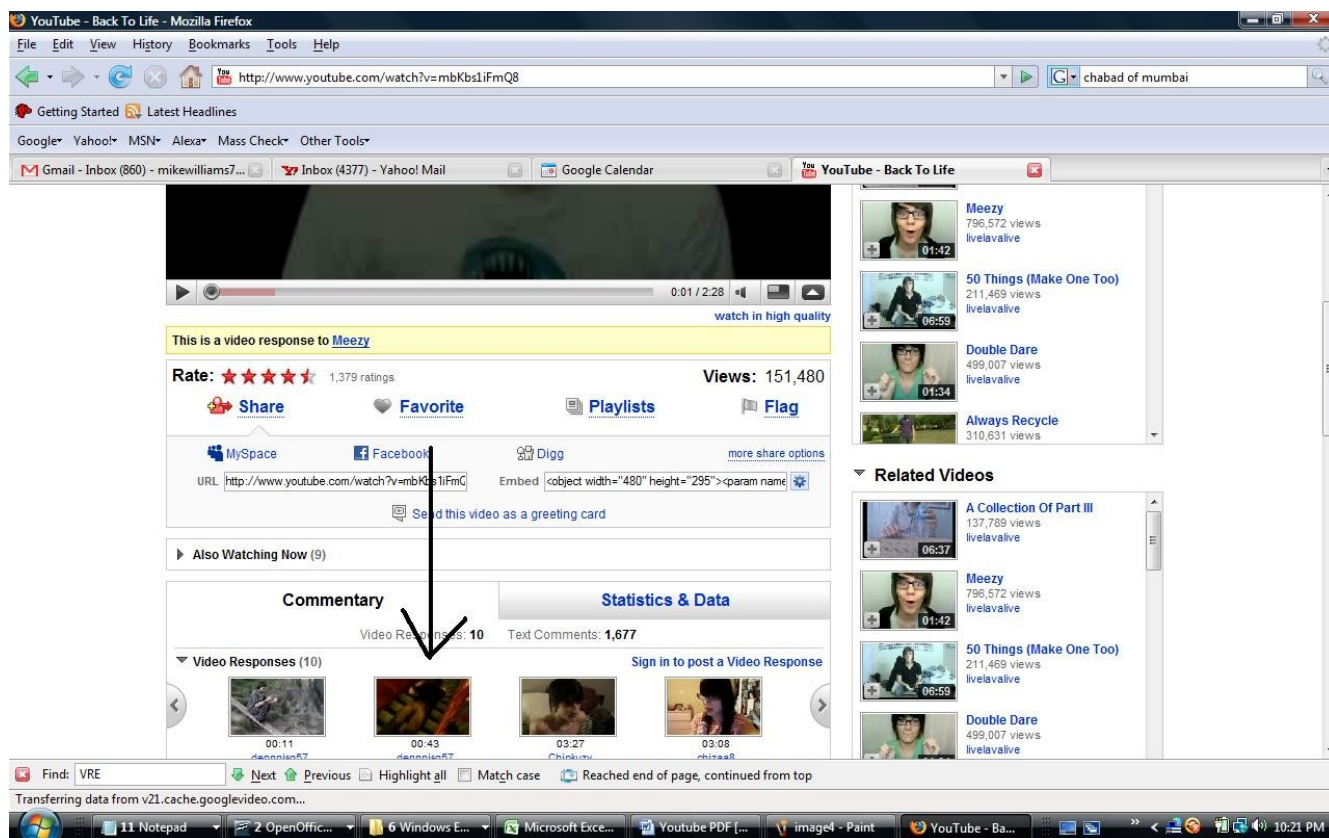 YouTube - Back To Life - Mozilla Firefox
File Edit View History Bookmarks Tools Help
You Tube http://www.youtube.com/watch?v=mbKbs1iFmQ8 G chabad of mumbai
Getting Started Latest Headlines
Google Yahoo! MSN Alexa Mass Check Other Tools
Gmail - Inbox (860) - mikewilliams7... Inbox (4377) - Yahoo! Mail Google Calendar You Tube YouTube - Back To Life
0:01 / 2:28
watch in high quality
This is a video response to Meezy
Rate: 1,379 ratings Views: 151,480
Share Favorite Playlists Flag
MySpace Facebook Digg more share options
URL http://www.youtube.com/watch?v=mbKbs1iFmQ Embed <object width="480" height="295"><param name
Send this video as a greeting card
Also Watching Now (9)
Commentary Statistics & Data
Video Responses: 10 Text Comments: 1,677
Video Responses (10) Sign in to post a Video Response
00:11 00:43 03:27 03:08
dennnisg57 dennnisg57 Chipkuzy chizaa8
Meezy
796,572 views
livelavalive
01:42
50 Things (Make One Too)
211,469 views
livelavalive
06:59
Double Dare
499,007 views
livelavalive
01:34
Always Recycle
310,631 views
Related Videos
A Collection Of Part III
137,789 views
livelavalive
06:37
Meezy
796,572 views
livelavalive
01:42
50 Things (Make One Too)
211,469 views
livelavalive
06:59
Double Dare
499,007 views
livelavalive
Find: VRE Next Previous Highlight all Match case Reached end of page, continued from top
Transferring data from v21.cache.googlevideo.com...
11 Notepad 2 OpenOffic... 6 Windows E... Microsoft Exce... Youtube PDF [... image4 - Paint YouTube - Ba... 10:21 PM